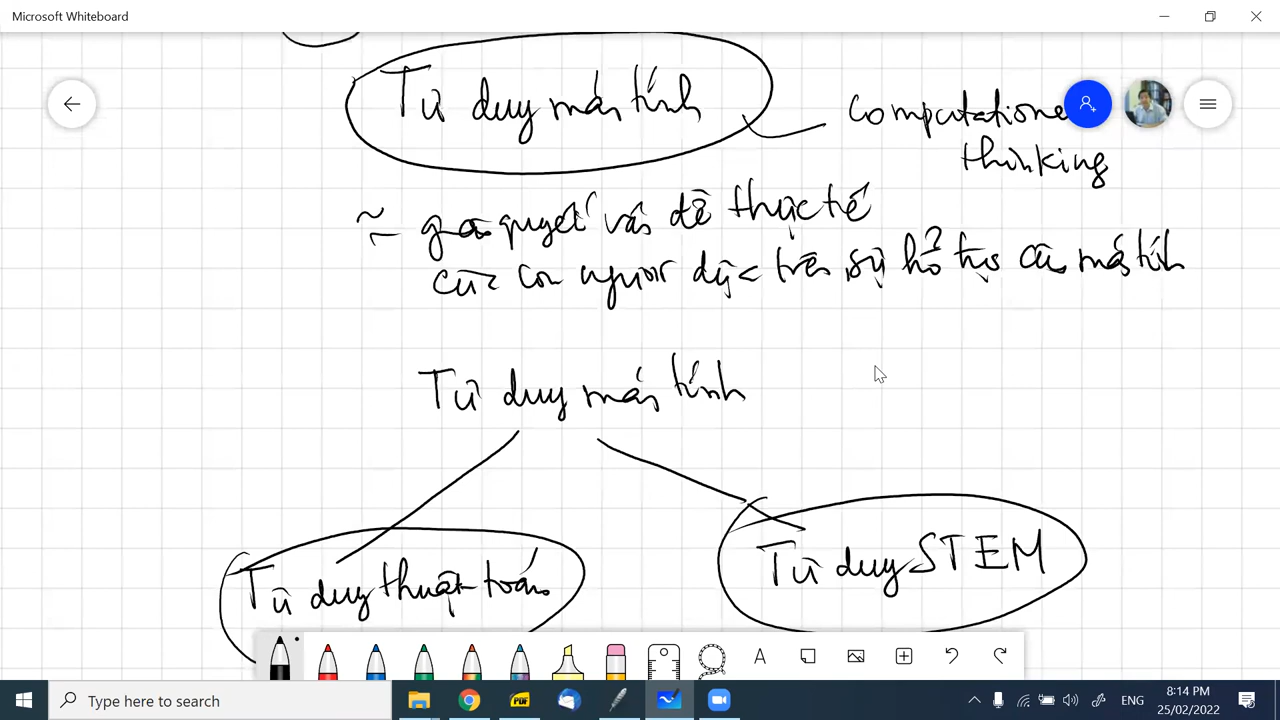 Microsoft Whiteboard
Tư duy máy tính
Computatione
thinking
≈ giải quyết vấn đề thực tế
của con người dựa trên sự hỗ trợ của máy tính
Tư duy máy tính
Tư duy thuật toán
Tư duy STEM
A
Type here to search
PDF
ENG
8:14 PM
25/02/2022